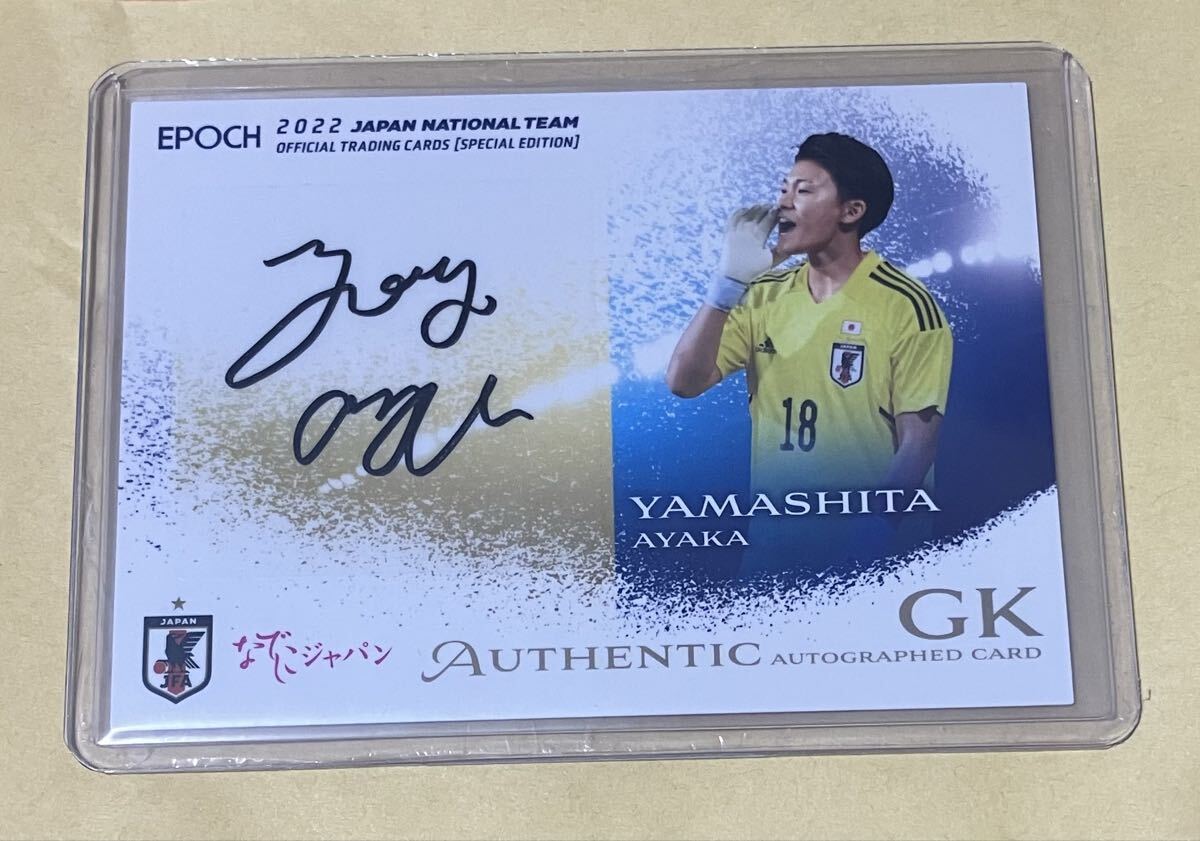 EPOCH
2022 JAPAN NATIONAL TEAM
OFFICIAL TRADING CARDS [SPECIAL EDITION]
18
YAMASHITA
AYAKA
GK
AUTHENTIC AUTOGRAPHED CARD
JAPAN
JFA
なでしこジャパン